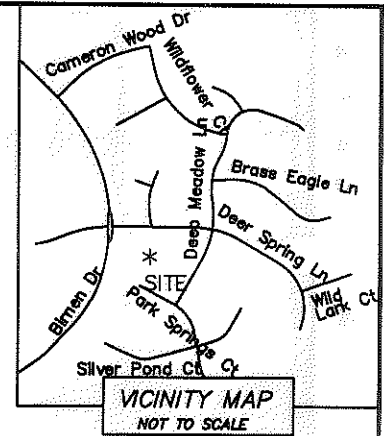 Cameron Wood Dr
Wildflower Ct
Deep Meadow Ln
Brass Eagle Ln
Deer Spring Ln
Wild
Lark Ct
*
SITE
Birnen Dr
Park Springs Ct
Silver Pond Ct
VICINITY MAP
NOT TO SCALE